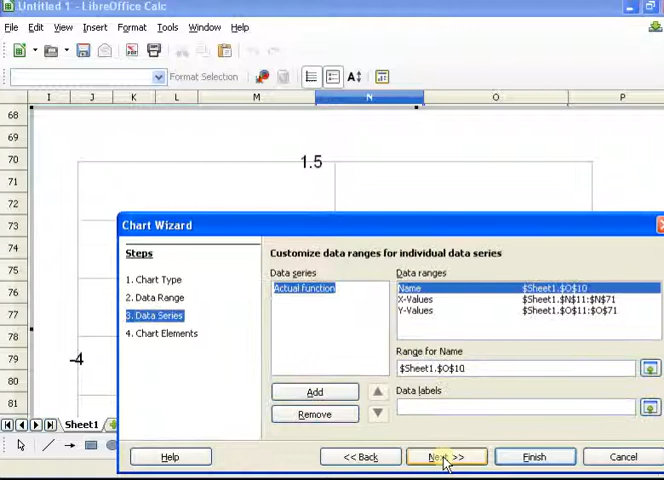 Untitled 1 - LibreOffice Calc
File Edit View Insert Format Tools Window Help
Format Selection
I J K L M N O P
68
69
70 1.5
71
72
73
74
75
76
77
78
79 -4
80
81
Chart Wizard
Steps
1. Chart Type
2. Data Range
3. Data Series
4. Chart Elements
Customize data ranges for individual data series
Data series
Actual function
Data ranges
Name $Sheet1.$O$10
X-Values $Sheet1.$N$11:$N$71
Y-Values $Sheet1.$O$11:$O$71
Range for Name
$Sheet1.$O$10
Data labels
Add
Remove
Help << Back Next >> Finish Cancel
Sheet1